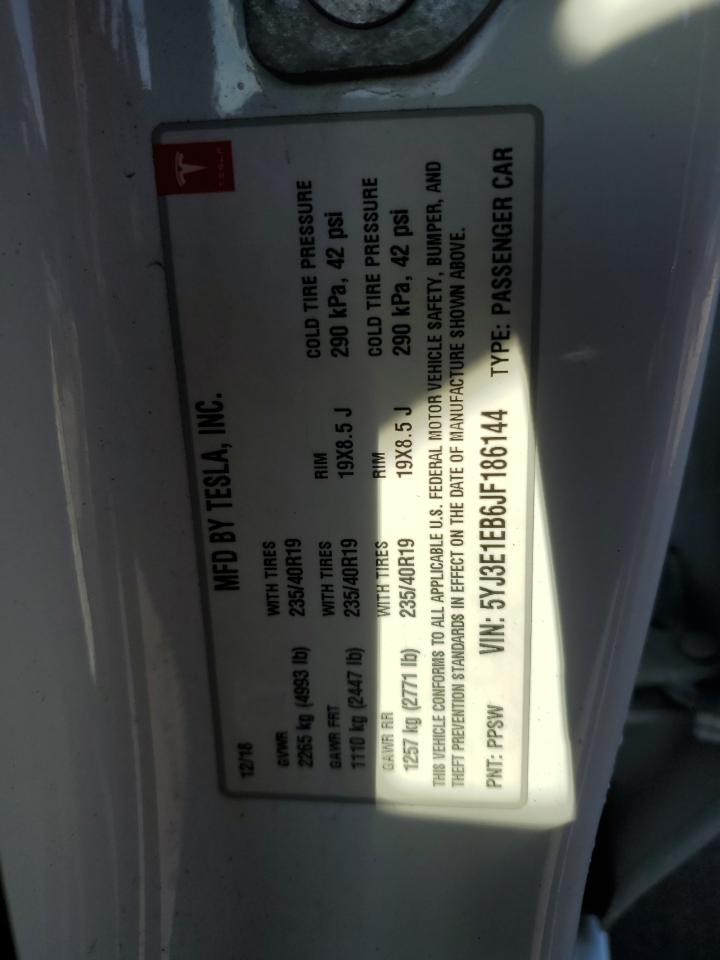 TESLA
MFD BY TESLA, INC.
12/18
GVWR WITH TIRES
2265 kg (4993 lb) 235/40R19
GAWR FRT WITH TIRES RIM COLD TIRE PRESSURE
1110 kg (2447 lb) 235/40R19 19X8.5 J 290 kPa, 42 psi
GAWR RR WITH TIRES RIM COLD TIRE PRESSURE
1257 kg (2771 lb) 235/40R19 19X8.5 J 290 kPa, 42 psi
THIS VEHICLE CONFORMS TO ALL APPLICABLE U.S. FEDERAL MOTOR VEHICLE SAFETY, BUMPER, AND
THEFT PREVENTION STANDARDS IN EFFECT ON THE DATE OF MANUFACTURE SHOWN ABOVE.
PNT: PPSW VIN: 5YJ3E1EB6JF186144 TYPE: PASSENGER CAR